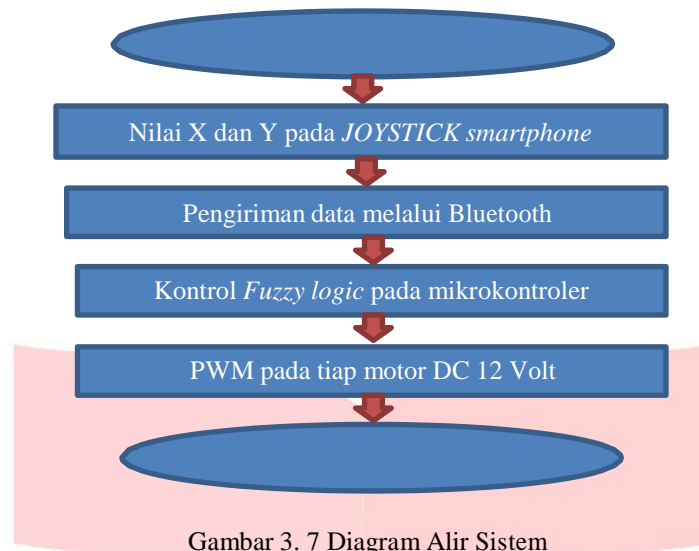 Nilai X dan Y pada JOYSTICK smartphone
Pengiriman data melalui Bluetooth
Kontrol Fuzzy logic pada mikrokontroler
PWM pada tiap motor DC 12 Volt
Gambar 3. 7 Diagram Alir Sistem